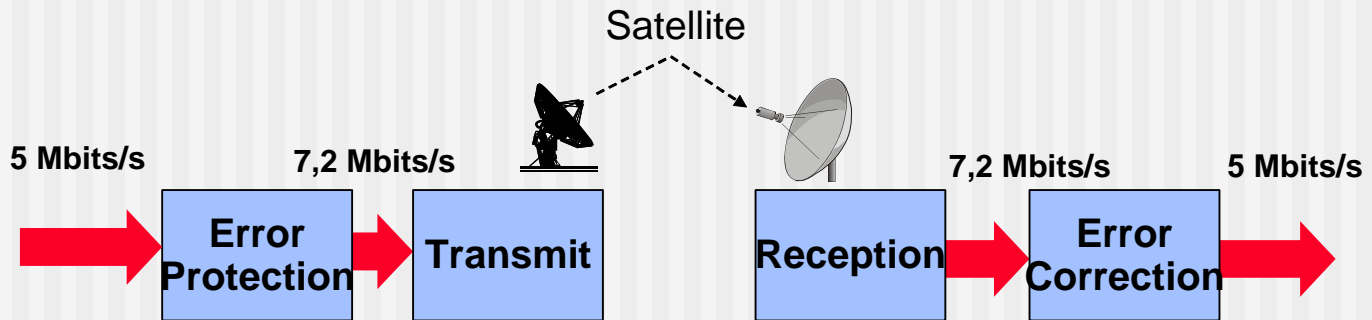 Satellite
5 Mbits/s
7,2 Mbits/s
7,2 Mbits/s
5 Mbits/s
Error
Protection
Transmit
Reception
Error
Correction